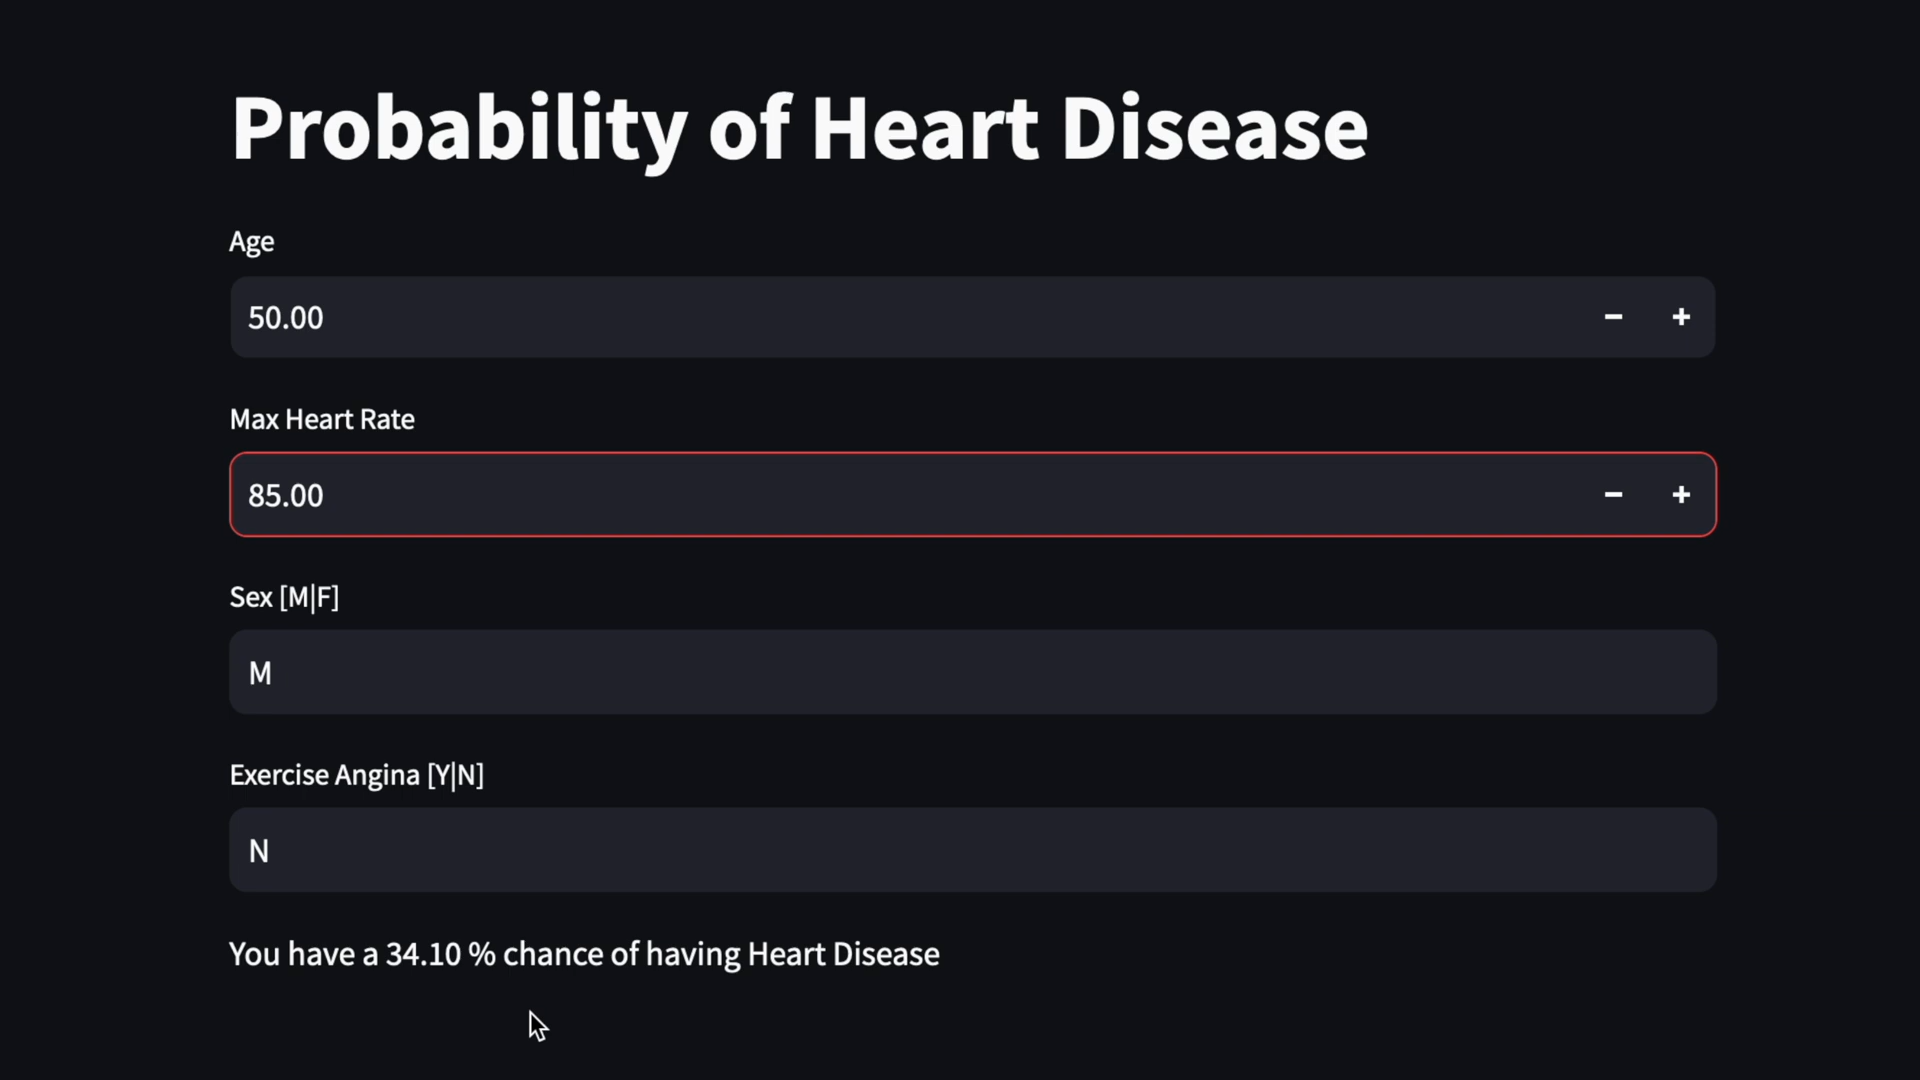 Probability of Heart Disease
Age
50.00
Max Heart Rate
85.00
Sex [M|F]
M
Exercise Angina [Y|N]
N
You have a 34.10 % chance of having Heart Disease